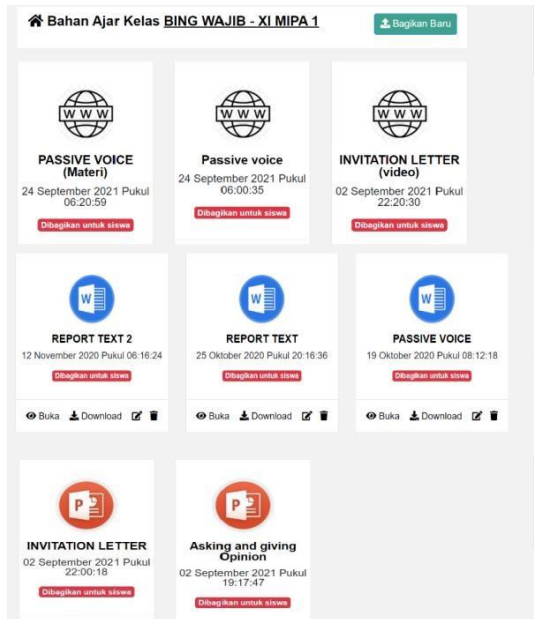 Bahan Ajar Kelas BING WAJIB - XI MIPA 1
Bagikan Baru
WWW
PASSIVE VOICE
(Materi)
24 September 2021 Pukul
06:20:59
Dibagikan untuk siswa
WWW
Passive voice
24 September 2021 Pukul
06:00:35
Dibagikan untuk siswa
WWW
INVITATION LETTER
(video)
02 September 2021 Pukul
22:20:30
Dibagikan untuk siswa
W
REPORT TEXT 2
12 November 2020 Pukul 06:16:24
Dibagikan untuk siswa
Buka Download
W
REPORT TEXT
25 Oktober 2020 Pukul 20:16:36
Dibagikan untuk siswa
Buka Download
W
PASSIVE VOICE
19 Oktober 2020 Pukul 08:12:18
Dibagikan untuk siswa
Buka Download
P
INVITATION LETTER
02 September 2021 Pukul
22:00:18
Dibagikan untuk siswa
P
Asking and giving
Opinion
02 September 2021 Pukul
19:17:47
Dibagikan untuk siswa